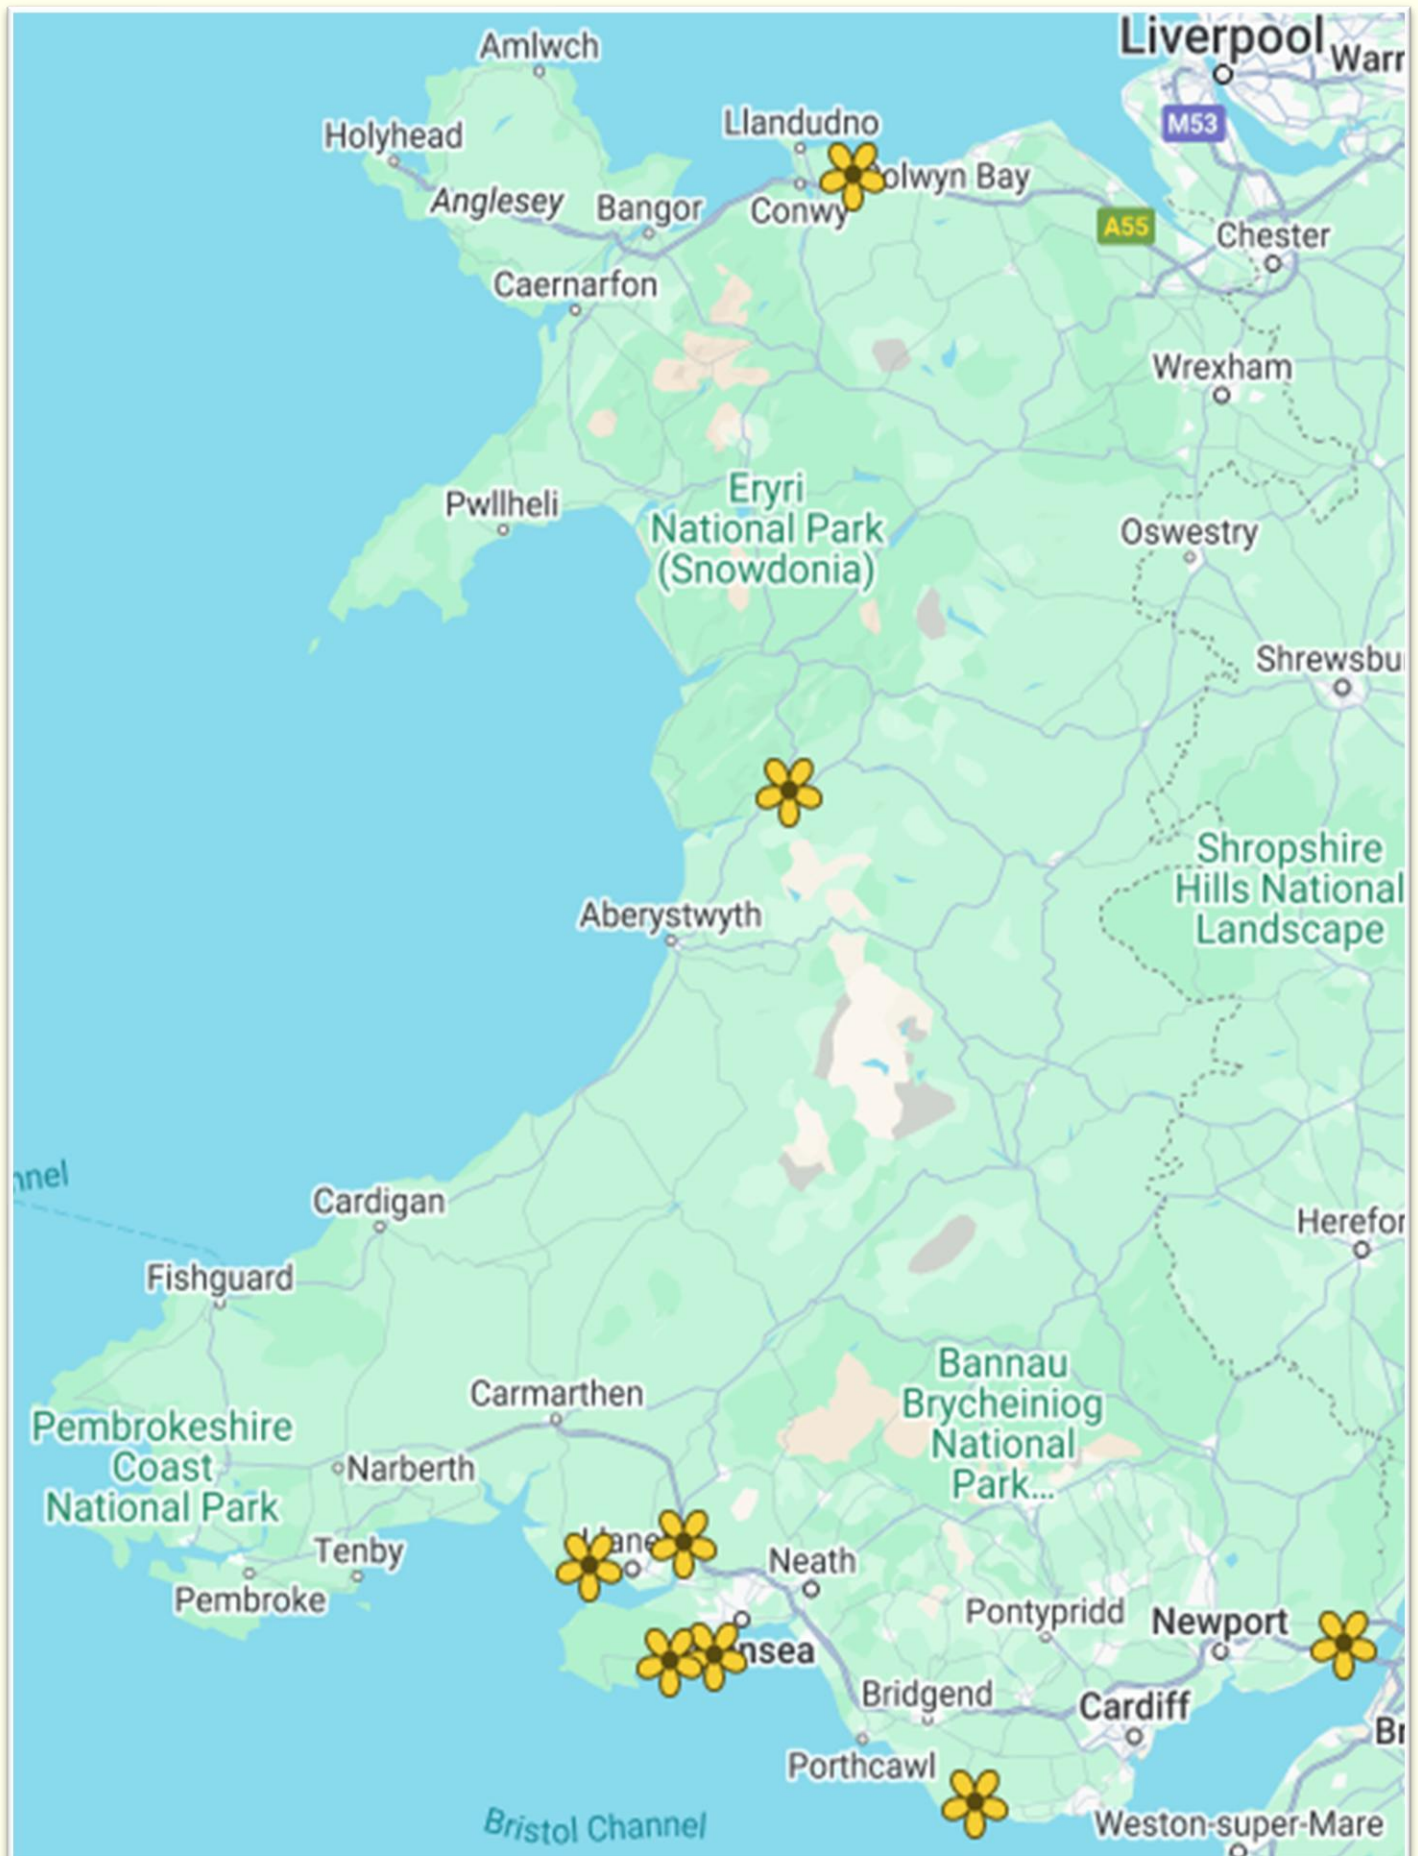 Amlwch
Liverpool
Warr
Holyhead
Llandudno
M53
Anglesey
Bangor
Conwy
olwyn Bay
A55
Chester
Caernarfon
Wrexham
Pwllheli
Eryri
National Park
(Snowdonia)
Oswestry
Shrewsbu
Shropshire
Hills National
Landscape
Aberystwyth
nnel
Cardigan
Herefor
Fishguard
Bannau
Brycheiniog
National
Park...
Carmarthen
Pembrokeshire
Coast
National Park
Narberth
Llane
Tenby
Neath
Pembroke
Pontypridd
Newport
nsea
Bridgend
Cardiff
Br
Porthcawl
Bristol Channel
Weston-super-Mare